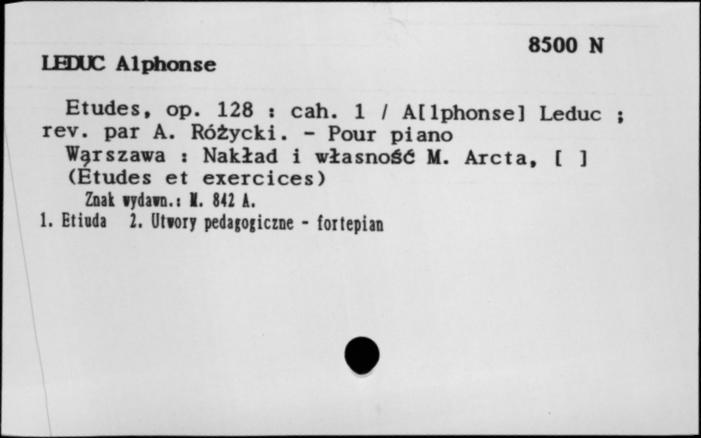 8500 N
LEDUC Alphonse
Etudes, op. 128 : cah. 1 / A[lphonse] Leduc ;
rev. par A. Różycki. - Pour piano
Warszawa : Nakład i własność M. Arcta, [ ]
(Études et exercices)
Znak wydawn.: M. 842 A.
1. Etiuda 2. Utwory pedagogiczne - fortepian